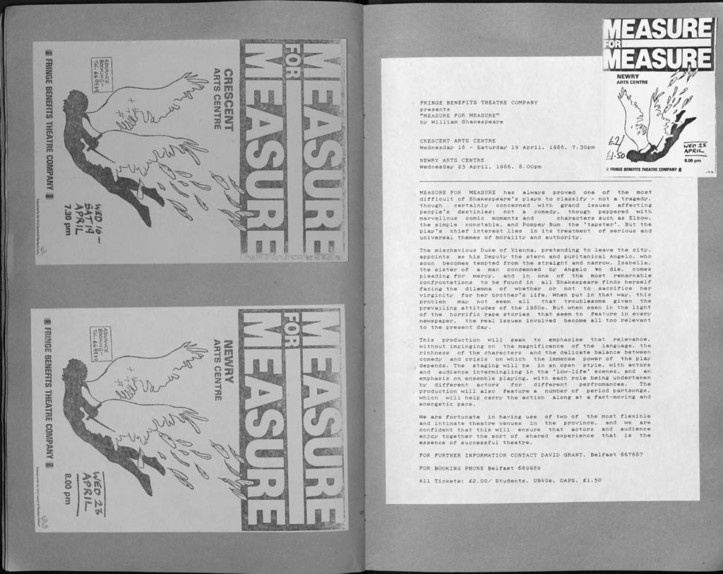 MEASURE
FOR
MEASURE
CRESCENT
ARTS CENTRE
ADVANCE
BOOKING-
WED 16-
SAT 19
APRIL
7.30 pm
FRINGE BENEFITS THEATRE COMPANY
MEASURE
FOR
MEASURE
NEWRY
ARTS CENTRE
ADVANCE
BOOKING-
WED 23
APRIL
8.00 pm
FRINGE BENEFITS THEATRE COMPANY
MEASURE
FOR
MEASURE
NEWRY
ARTS CENTRE
£2/
£1.50
WED 23
APRIL
8.00 pm
FRINGE BENEFITS THEATRE COMPANY
FRINGE BENEFITS THEATRE COMPANY
presents
"MEASURE FOR MEASURE"
by William Shakespeare
CRESCENT ARTS CENTRE
Wednesday 16 - Saturday 19 April, 1986, 7.30pm
NEWRY ARTS CENTRE
Wednesday 23 April, 1986, 8.00pm
MEASURE FOR MEASURE has always proved one of the most
difficult of Shakespeare's plays to classify - not a tragedy,
though certainly concerned with grand issues affecting
people's destinies; not a comedy, though peppered with
marvellous comic moments and characters such as Elbow,
the simple constable, and Pompey Bum the "tapster". But the
play's chief interest lies in its treatment of serious and
universal themes of morality and authority.
The mischevious Duke of Vienna, pretending to leave the city,
appoints as his Deputy the stern and puritanical Angelo, who
soon becomes tempted from the straight and narrow. Isabella,
the sister of a man condemned by Angelo to die, comes
pleading for mercy, and in one of the most remarkable
confrontations to be found in all Shakespeare finds herself
facing the dilemma of whether or not to sacrifice her
virginity for her brother's life. When put in that way, this
problem may not seem all that troublesome given the
prevailing attitudes of the 1980s. But when seen in the light
of the horrific rape stories that seem to feature in every
newspaper, the real issues involved become all too relevant
to the present day.
This production will seek to emphasise that relevance,
without impinging on the magnificence of the language, the
richness of the characters and the delicate balance between
comedy and crisis on which the immense power of the play
depends. The staging will be in an open style, with actors
and audience intermingling in the "low-life" scenes, and an
emphasis on ensemble playing, with each role being undertaken
by different actors for different perfromances. The
production will also feature a number of period partsongs,
which will help carry the action along at a fast-moving and
energetic pace.
We are fortunate in having use of two of the most flexible
and intimate theatre venues in the province, and we are
confident that this will ensure that actors and audience
enjoy together the sort of shared experience that is the
essence of successful theatre.
FOR FURTHER INFORMATION CONTACT DAVID GRANT, Belfast 667687
FOR BOOKING PHONE Belfast
All Tickets: £2.00/ Students, UB40s, OAPS, £1.50